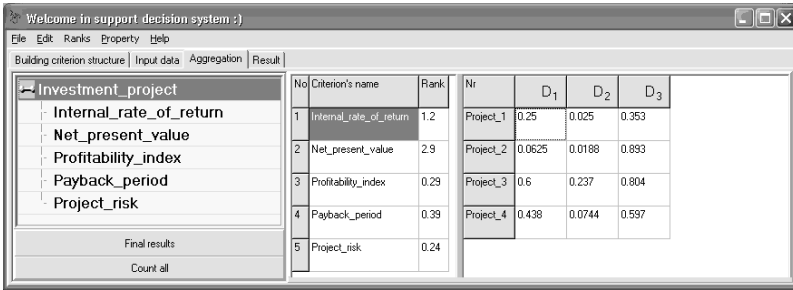 Welcome in support decision system :)
File Edit Ranks Property Help
Building criterion structure Input data Aggregation Result
Investment_project
Internal_rate_of_return
Net_present_value
Profitability_index
Payback_period
Project_risk
Final results
Count all
No Criterion's name Rank
1 Internal_rate_of_return 1.2
2 Net_present_value 2.9
3 Profitability_index 0.29
4 Payback_period 0.39
5 Project_risk 0.24
Nr D1 D2 D3
Project_1 0.25 0.025 0.353
Project_2 0.0625 0.0188 0.893
Project_3 0.6 0.237 0.804
Project_4 0.438 0.0744 0.597